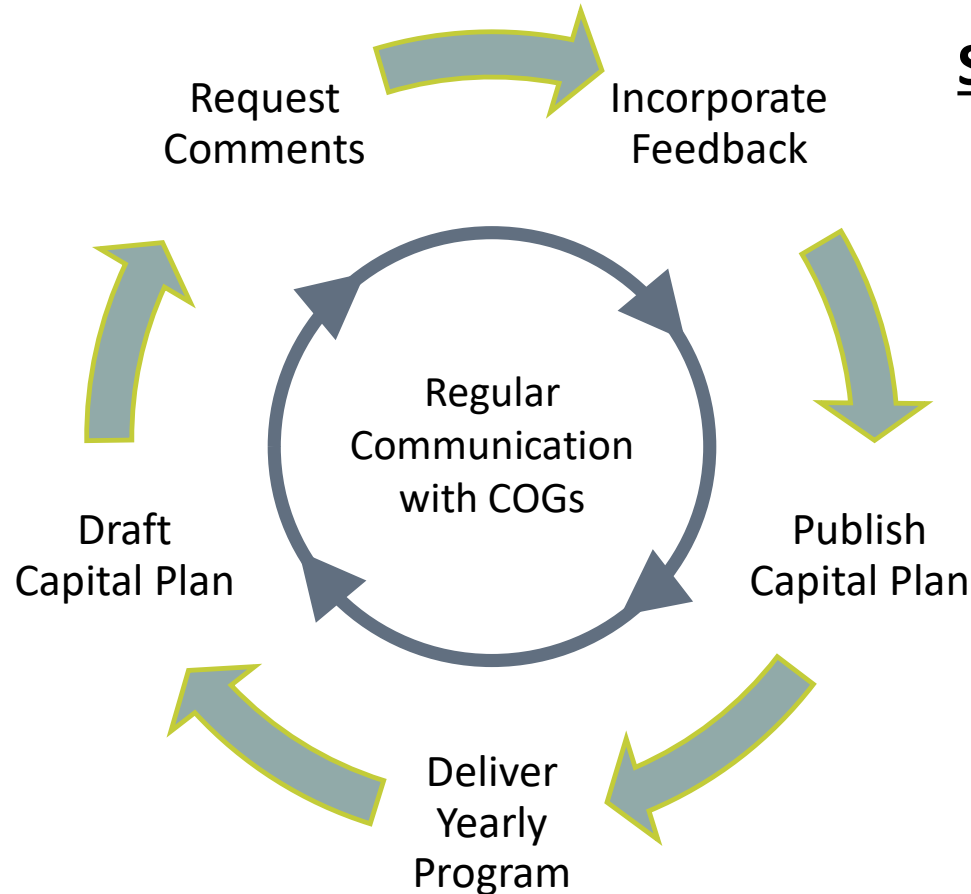 S
Request
Comments
Incorporate
Feedback
Regular
Communication
with COGs
Draft
Capital Plan
Publish
Capital Plan
Deliver
Yearly
Program